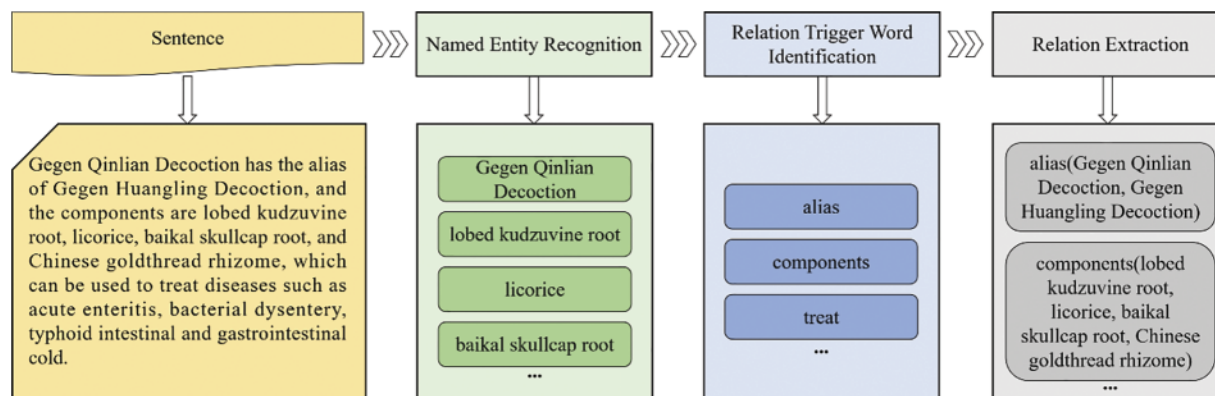 Sentence
Named Entity Recognition
Relation Trigger Word
Identification
Relation Extraction
Gegen Qinlian Decoction has the alias
of Gegen Huangling Decoction, and
the components are lobed kudzuvine
root, licorice, baikal skullcap root, and
Chinese goldthread rhizome, which
can be used to treat diseases such as
acute enteritis, bacterial dysentery,
typhoid intestinal and gastrointestinal
cold.
Gegen Qinlian
Decoction
lobed kudzuvine root
licorice
baikal skullcap root
...
alias
components
treat
...
alias(Gegen Qinlian
Decoction, Gegen
Huangling Decoction)
components(lobed
kudzuvine root,
licorice, baikal
skullcap root, Chinese
goldthread rhizome)
...